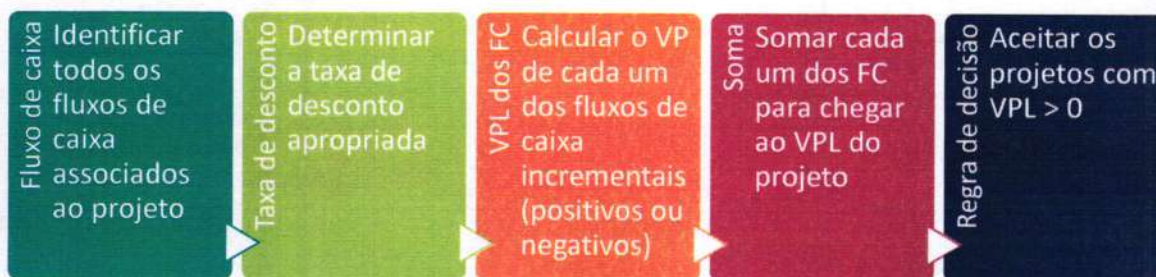 Fluxo de caixa
Identificar
todos os
fluxos de
caixa
associados
ao projeto
Taxa de desconto
Determinar
a taxa de
desconto
apropriada
VPL dos FC
Calcular o VP
de cada um
dos fluxos de
caixa
incrementais
(positivos ou
negativos)
Soma
Somar cada
um dos FC
para chegar
ao VPL do
projeto
Regra de decisão
Aceitar os
projetos com
VPL > 0